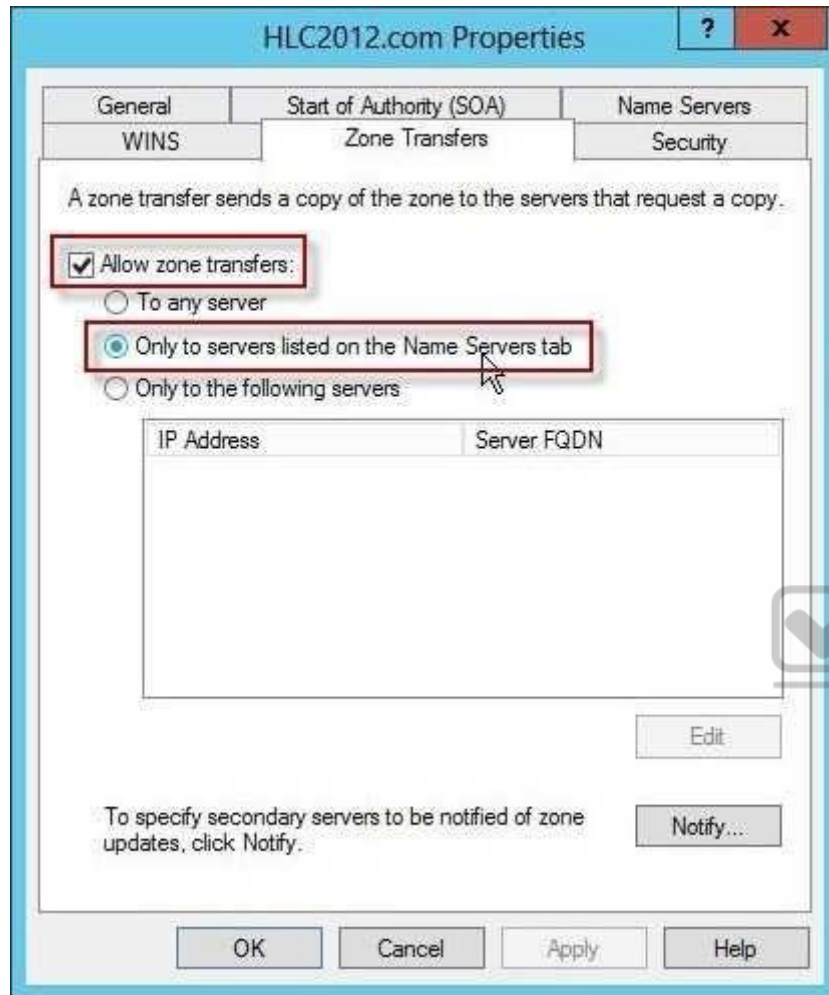 HLC2012.com Properties
?
x
General
Start of Authority (SOA)
Name Servers
WINS
Zone Transfers
Security
A zone transfer sends a copy of the zone to the servers that request a copy.
Allow zone transfers:
To any server
Only to servers listed on the Name Servers tab
Only to the following servers
IP Address
Server FQDN
Edit
To specify secondary servers to be notified of zone
updates, click Notify.
Notify...
OK
Cancel
Apply
Help